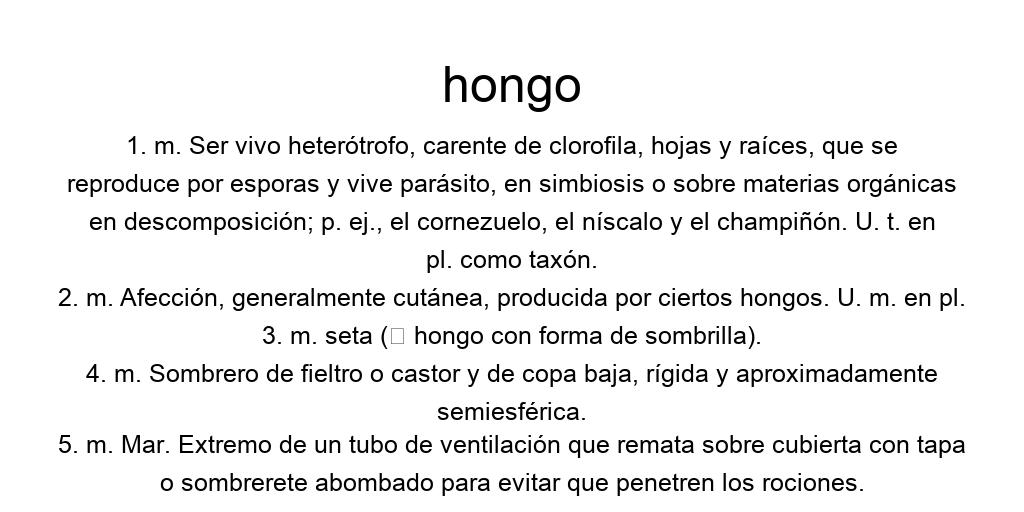 hongo
1. m. Ser vivo heterótrofo, carente de clorofila, hojas y raíces, que se
reproduce por esporas y vive parásito, en simbiosis o sobre materias orgánicas
en descomposición; p. ej., el cornezuelo, el níscalo y el champiñón. U. t. en
pl. como taxón.
2. m. Afección, generalmente cutánea, producida por ciertos hongos. U. m. en pl.
3. m. seta (▯ hongo con forma de sombrilla).
4. m. Sombrero de fieltro o castor y de copa baja, rígida y aproximadamente
semiesférica.
5. m. Mar. Extremo de un tubo de ventilación que remata sobre cubierta con tapa
o sombrerete abombado para evitar que penetren los rociones.